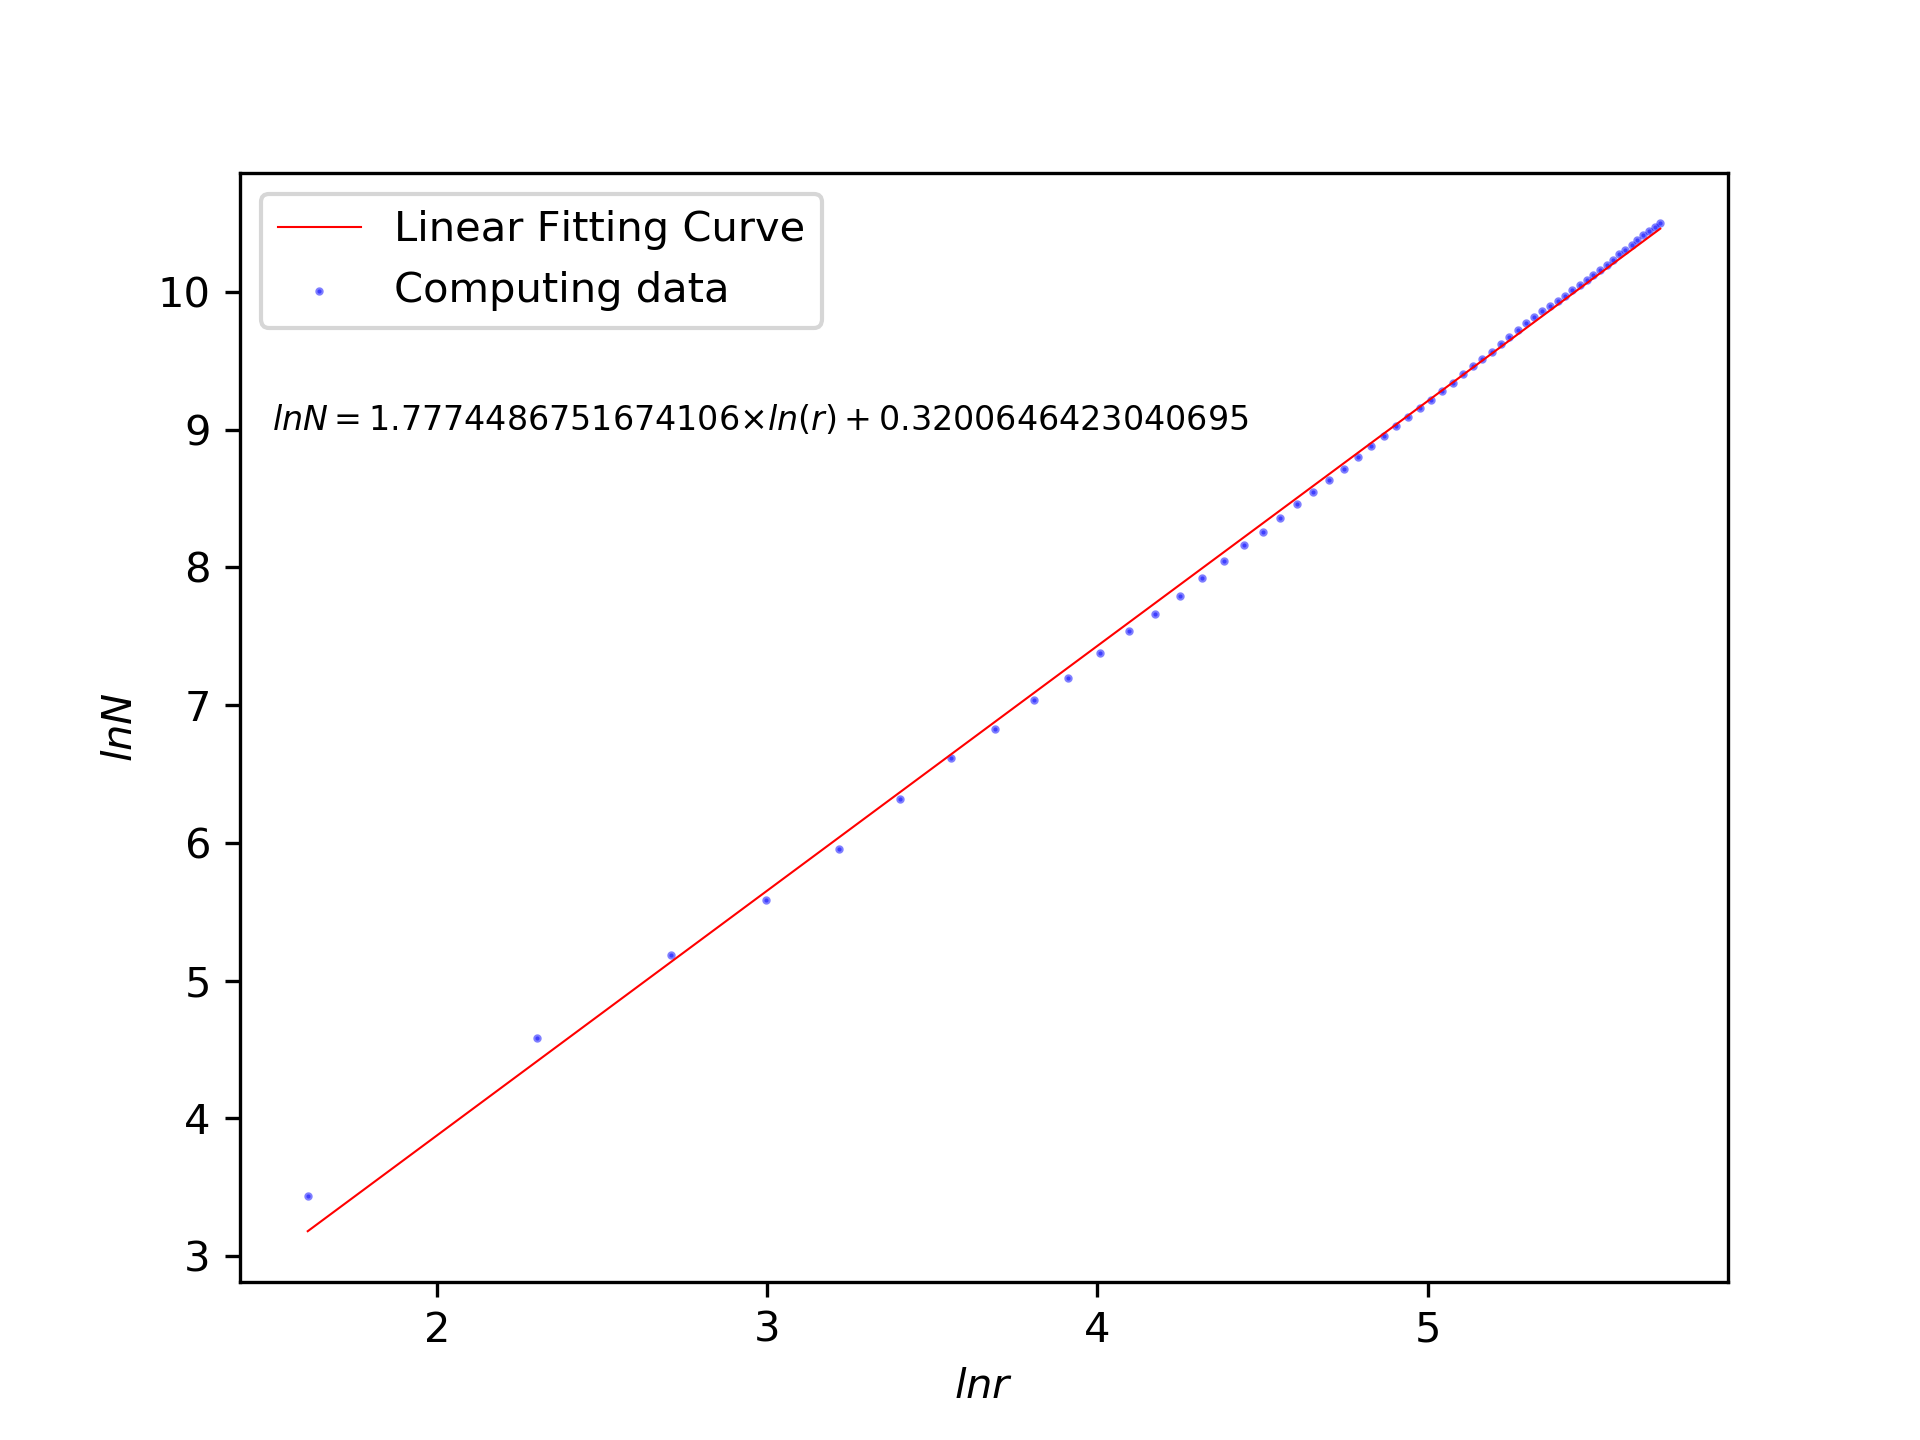 Linear Fitting Curve
Computing data
lnN = 1.7774486751674106×ln(r) + 0.3200646423040695
10
9
8
7
6
5
4
3
lnN
2 3 4 5
lnr